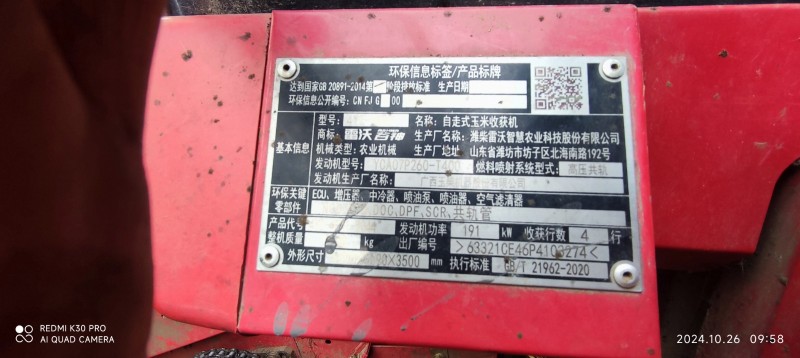 环保信息标签/产品标牌
达到国家GB 20891-2014第 阶段排放标准 生产日期
环保信息公开编号: CN FJ G 00
基本信息
型号: 自走式玉米收获机
商标: 雷沃 生产厂名称: 潍柴雷沃智慧农业科技股份有限公司
机械类型: 农业机械 生产厂地址: 山东省潍坊市坊子区北海南路192号
发动机型号: 燃料喷射系统型式: 高压共轨
发动机生产厂名称:
环保关键零部件
ECU、增压器、中冷器、喷油泵、喷油器、空气滤清器
DOC、DPF、SCR、共轨管
产品代号 发动机功率 191 kW 收获行数 4 行
整机质量 kg 出厂编号
外形尺寸 X3500 mm 执行标准 GB/T 21962-2020
REDMI K30 PRO
AI QUAD CAMERA
2024.10.26 09:58